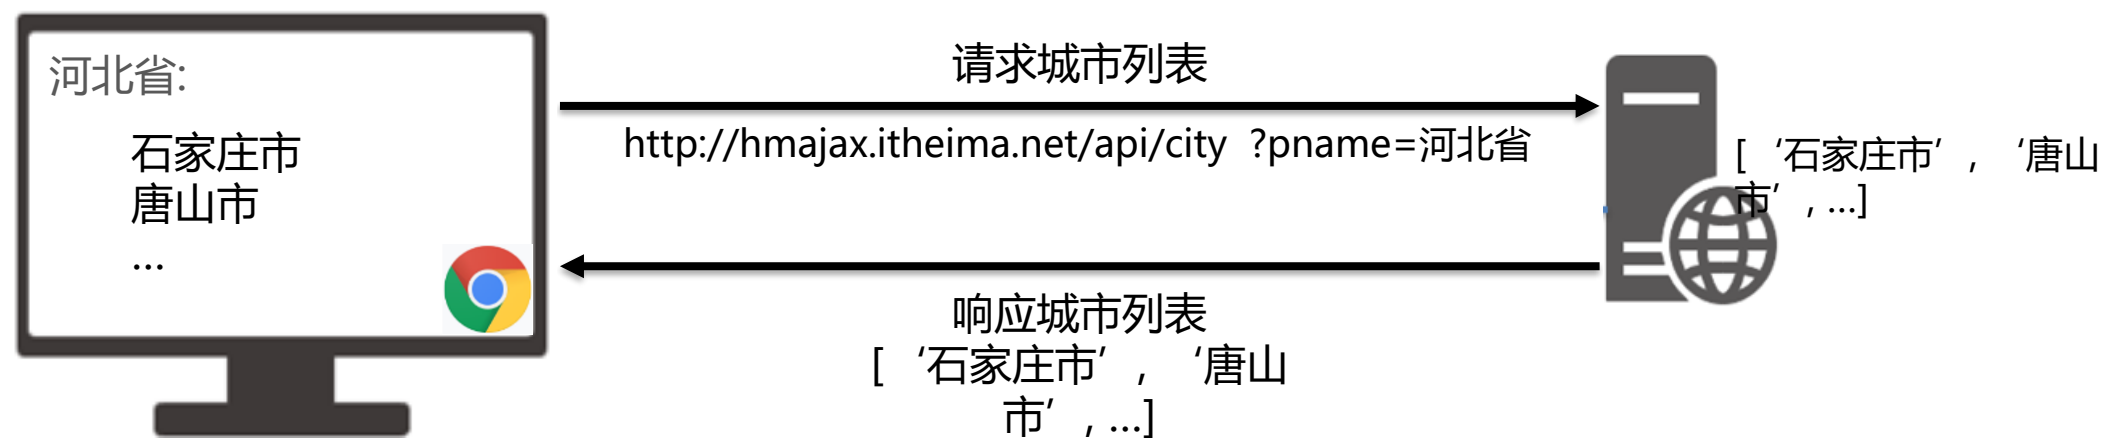 河北省:
石家庄市
唐山市
...
请求城市列表
http://hmajax.itheima.net/api/city ?pname=河北省
[‘石家庄市’, ‘唐山
市’, ...]
响应城市列表
[‘石家庄市’, ‘唐山
市’, ...]